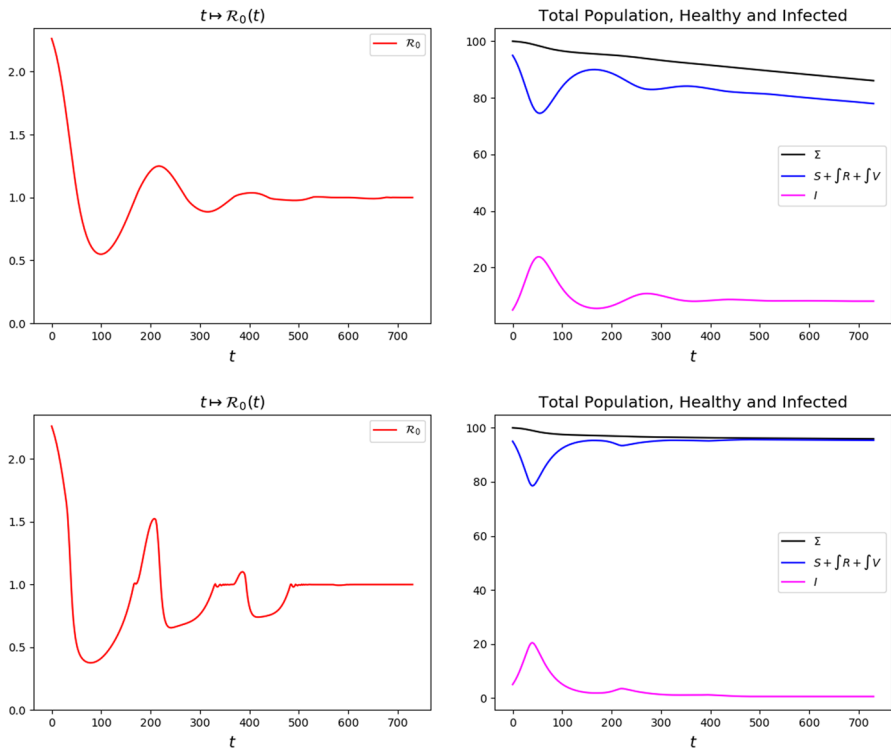 t ↦ R₀(t)
R₀
2.0
1.5
1.0
0.5
0.0
0 100 200 300 400 500 600 700
t
Total Population, Healthy and Infected
100
80
60
40
20
Σ
S + ∫R + ∫V
I
0 100 200 300 400 500 600 700
t
t ↦ R₀(t)
R₀
2.0
1.5
1.0
0.5
0.0
0 100 200 300 400 500 600 700
t
Total Population, Healthy and Infected
100
80
60
40
20
0
Σ
S + ∫R + ∫V
I
0 100 200 300 400 500 600 700
t